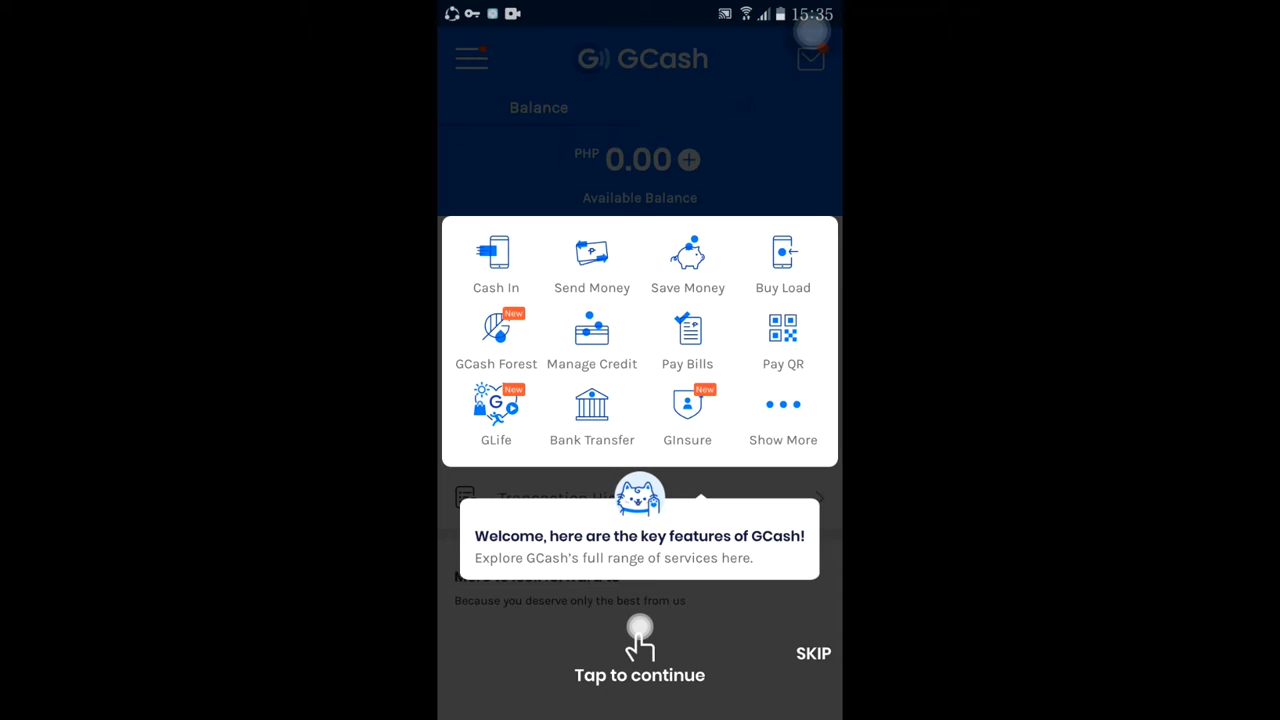 15:35
G)) GCash
Balance
PHP 0.00
Available Balance
Cash In Send Money Save Money Buy Load
New
GCash Forest Manage Credit Pay Bills Pay QR
New New
GLife Bank Transfer GInsure Show More
Welcome, here are the key features of GCash!
Explore GCash's full range of services here.
Because you deserve only the best from us
SKIP
Tap to continue